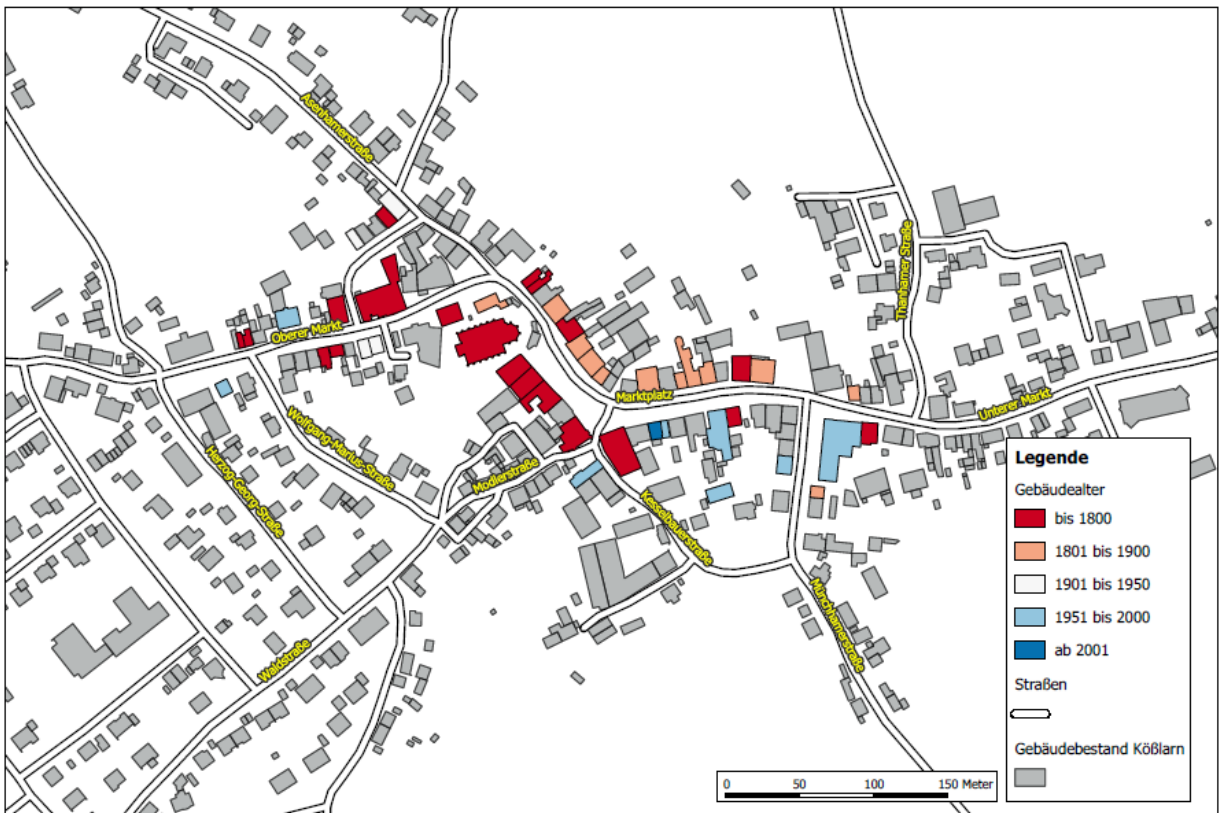 Asenhamerstraße
Thanhamer Straße
Oberer Markt
Marktplatz
Unterer Markt
Wolfgang-Marius-Straße
Herzog-Georg-Straße
Modlerstraße
Kesselbauerstraße
Münchhamerstraße
Waldstraße
Legende
Gebäudealter
bis 1800
1801 bis 1900
1901 bis 1950
1951 bis 2000
ab 2001
Straßen
Gebäudebestand Kößlarn
0 50 100 150 Meter